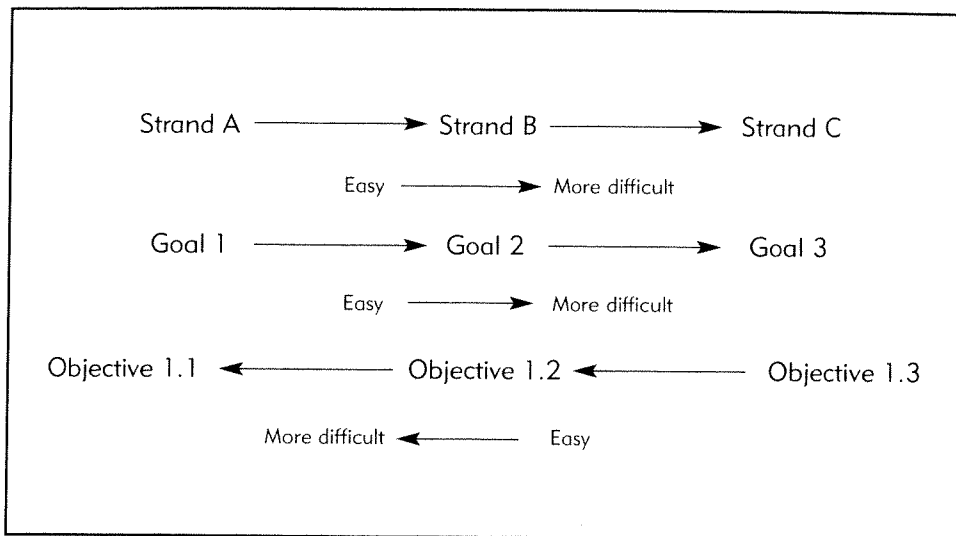 Strand A Strand B Strand C
Easy More difficult
Goal 1 Goal 2 Goal 3
Easy More difficult
Objective 1.1 Objective 1.2 Objective 1.3
More difficult Easy